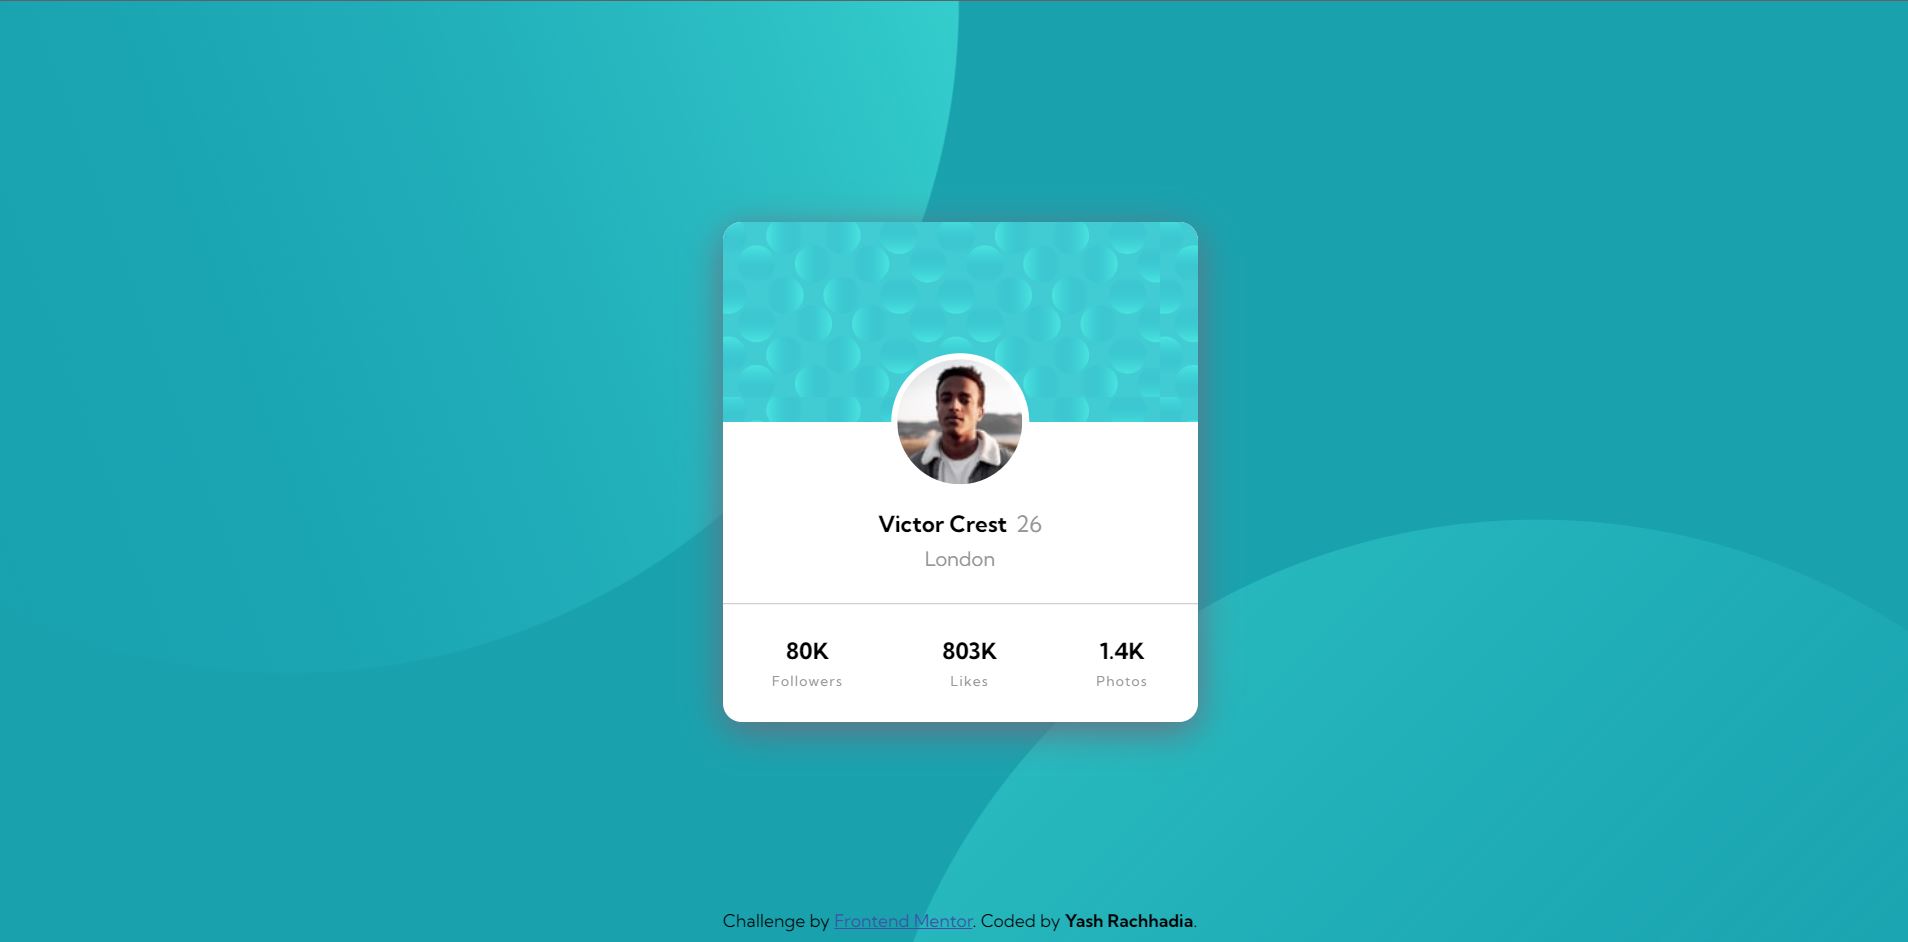 Victor Crest 26
London
80K 803K 1.4K
Followers Likes Photos
Challenge by Frontend Mentor. Coded by Yash Rachhadia.